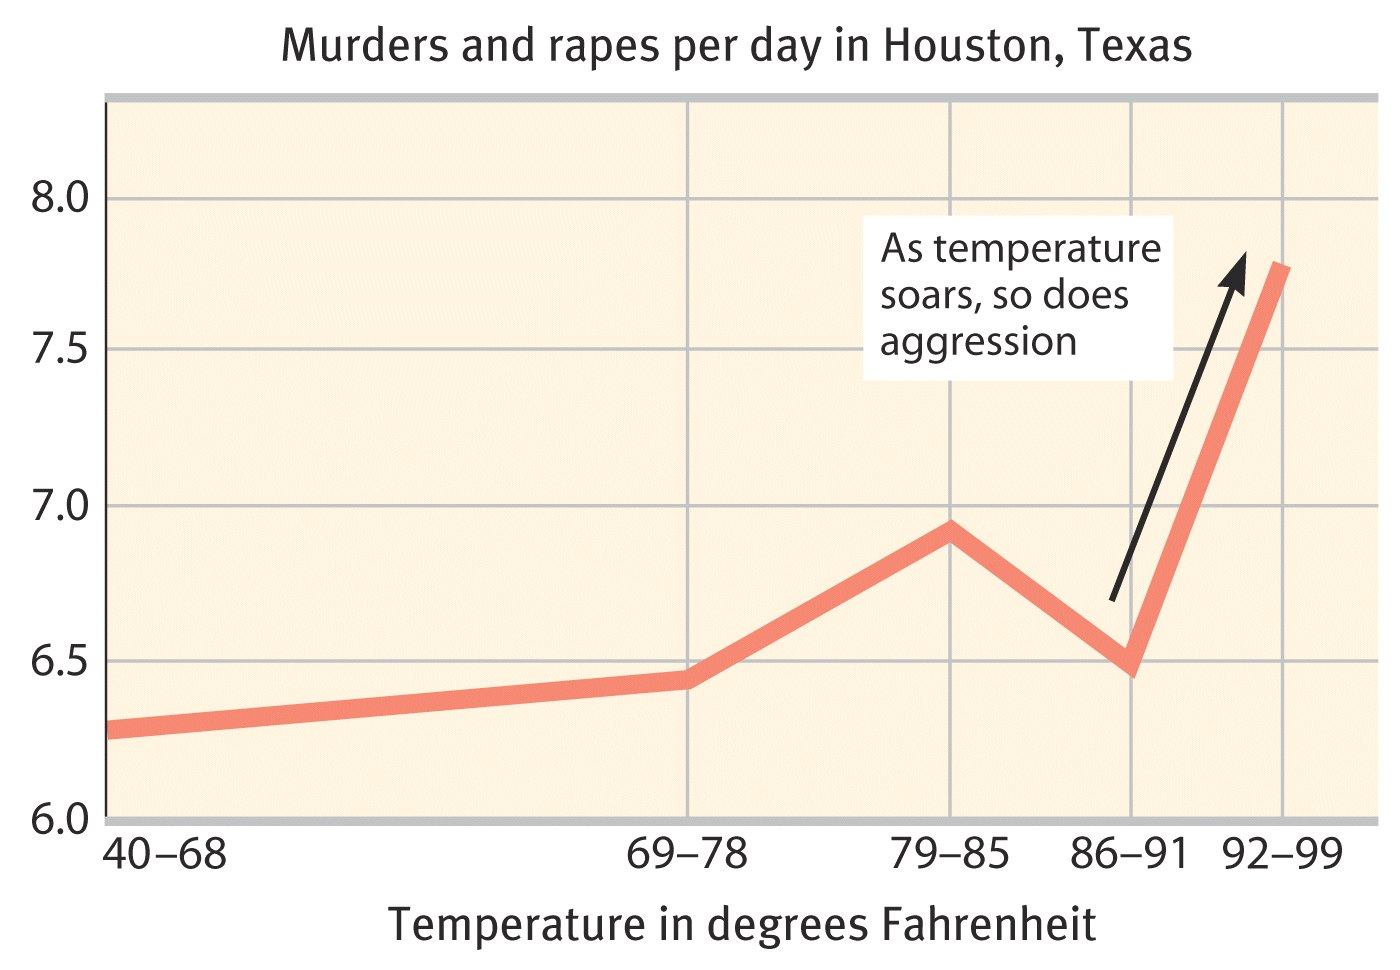 Murders and rapes per day in Houston, Texas
8.0
As temperature
soars, so does
aggression
7.5
7.0
6.5
6.0
40–68 69–78 79–85 86–91 92–99
Temperature in degrees Fahrenheit